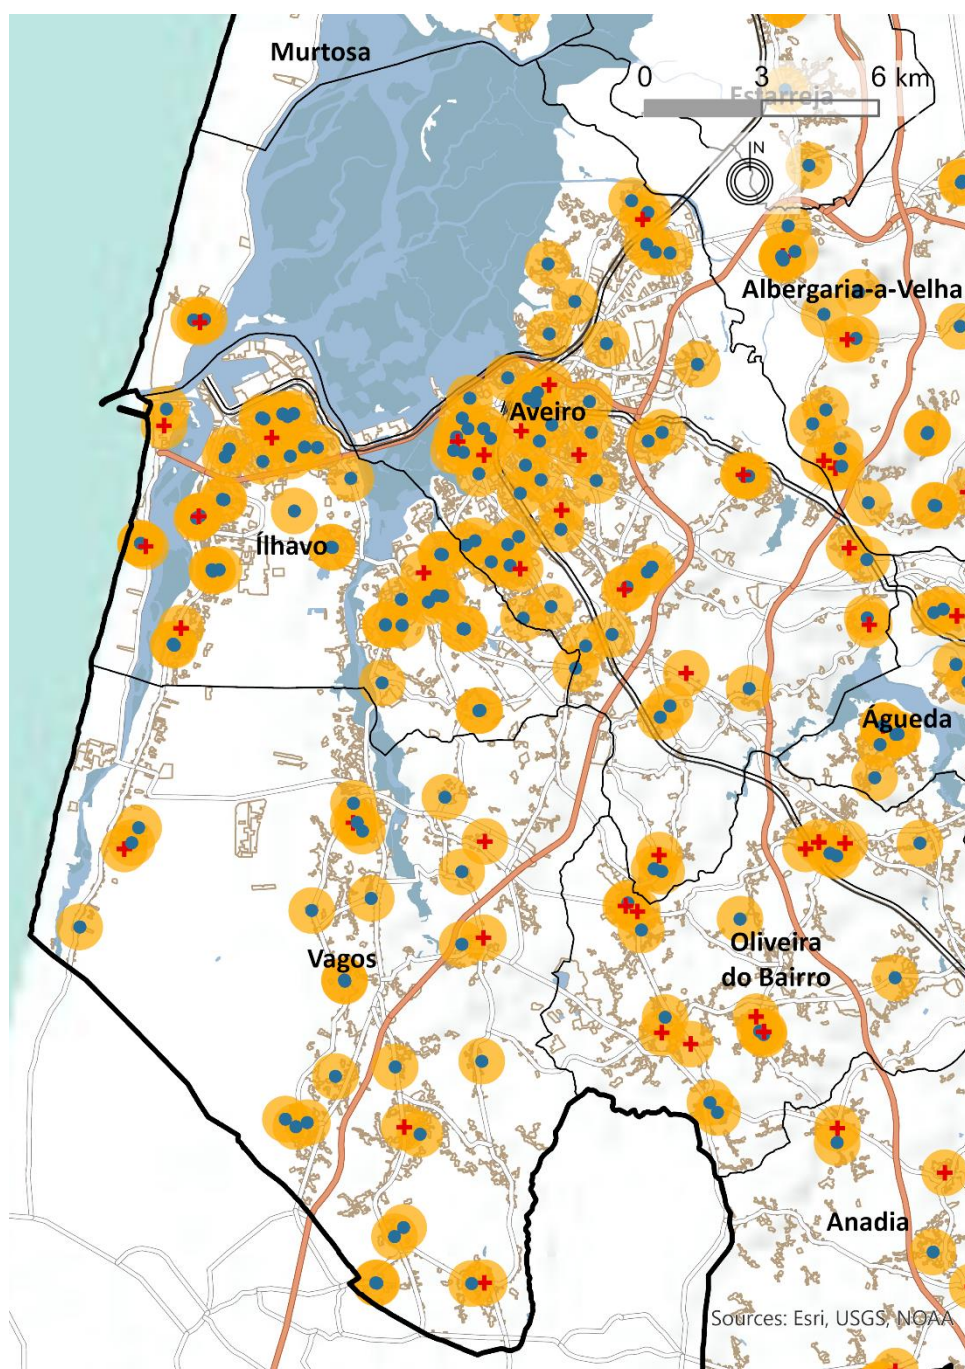 Murtosa
0 3 6 km
Estarreja
N
Albergaria-a-Velha
Aveiro
Ílhavo
Águeda
Oliveira
do Bairro
Vagos
Anadia
Sources: Esri, USGS, NOAA